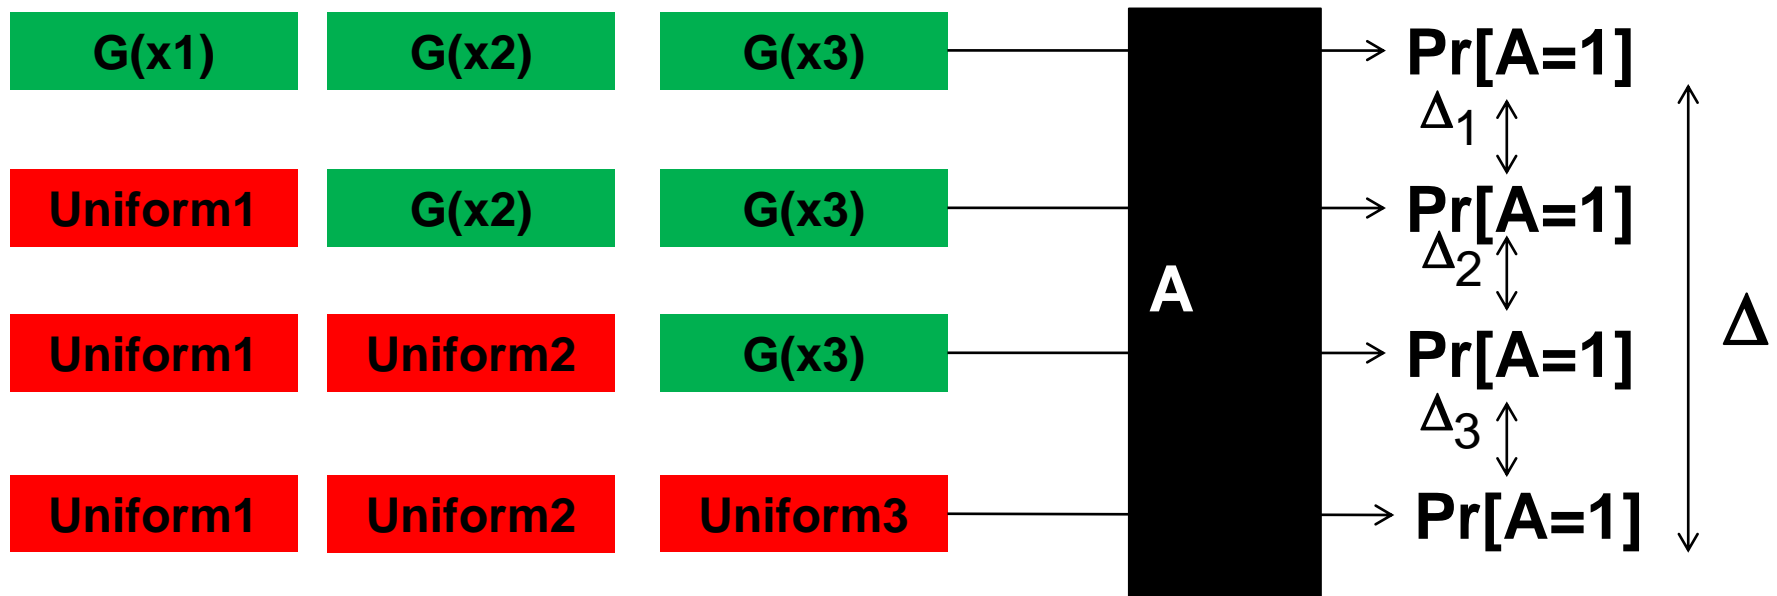 G(x1) G(x2) G(x3) Pr[A=1]
Δ1
Uniform1 G(x2) G(x3) Pr[A=1]
Δ2
A
Δ
Uniform1 Uniform2 G(x3) Pr[A=1]
Δ3
Uniform1 Uniform2 Uniform3 Pr[A=1]